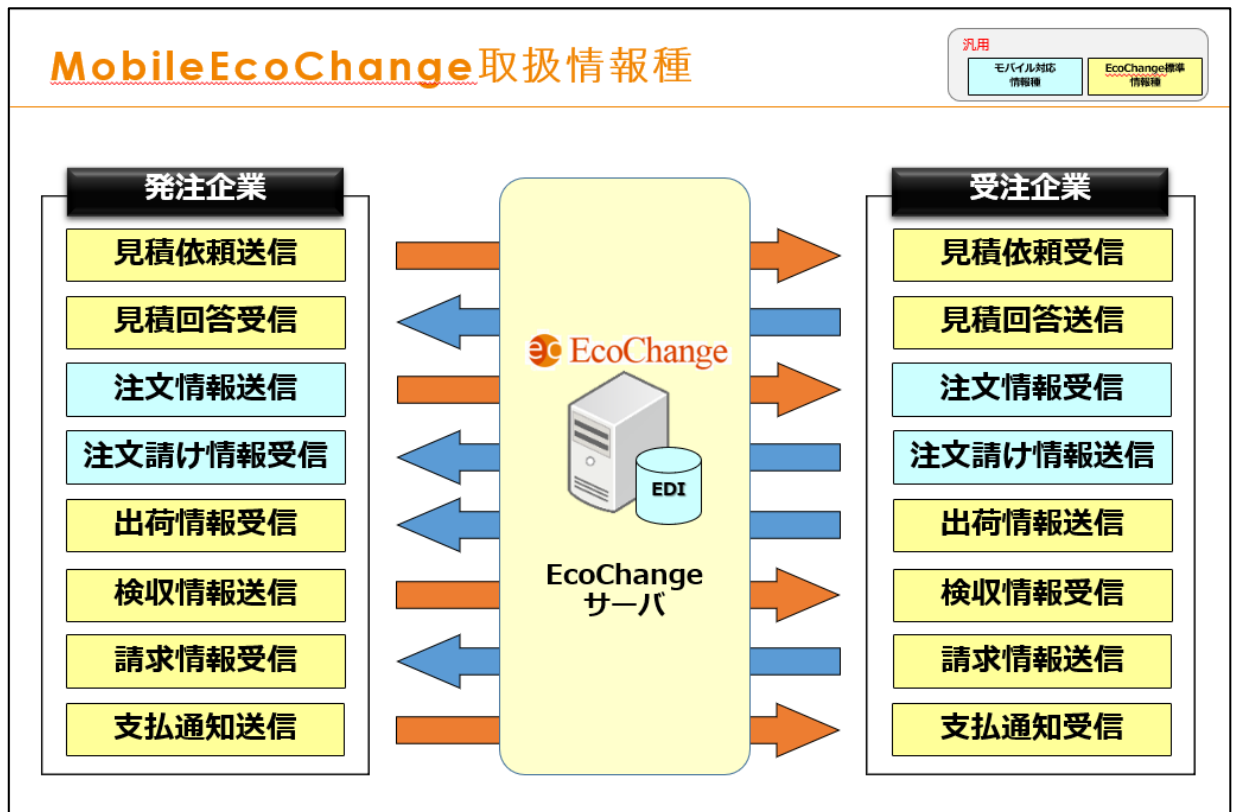 MobileEcoChange取扱情報種
汎用
モバイル対応
情報種
EcoChange標準
情報種
発注企業
見積依頼送信
見積回答受信
注文情報送信
注文請け情報受信
出荷情報受信
検収情報送信
請求情報受信
支払通知送信
ec EcoChange
EDI
EcoChange
サーバ
受注企業
見積依頼受信
見積回答送信
注文情報受信
注文請け情報送信
出荷情報送信
検収情報受信
請求情報送信
支払通知受信